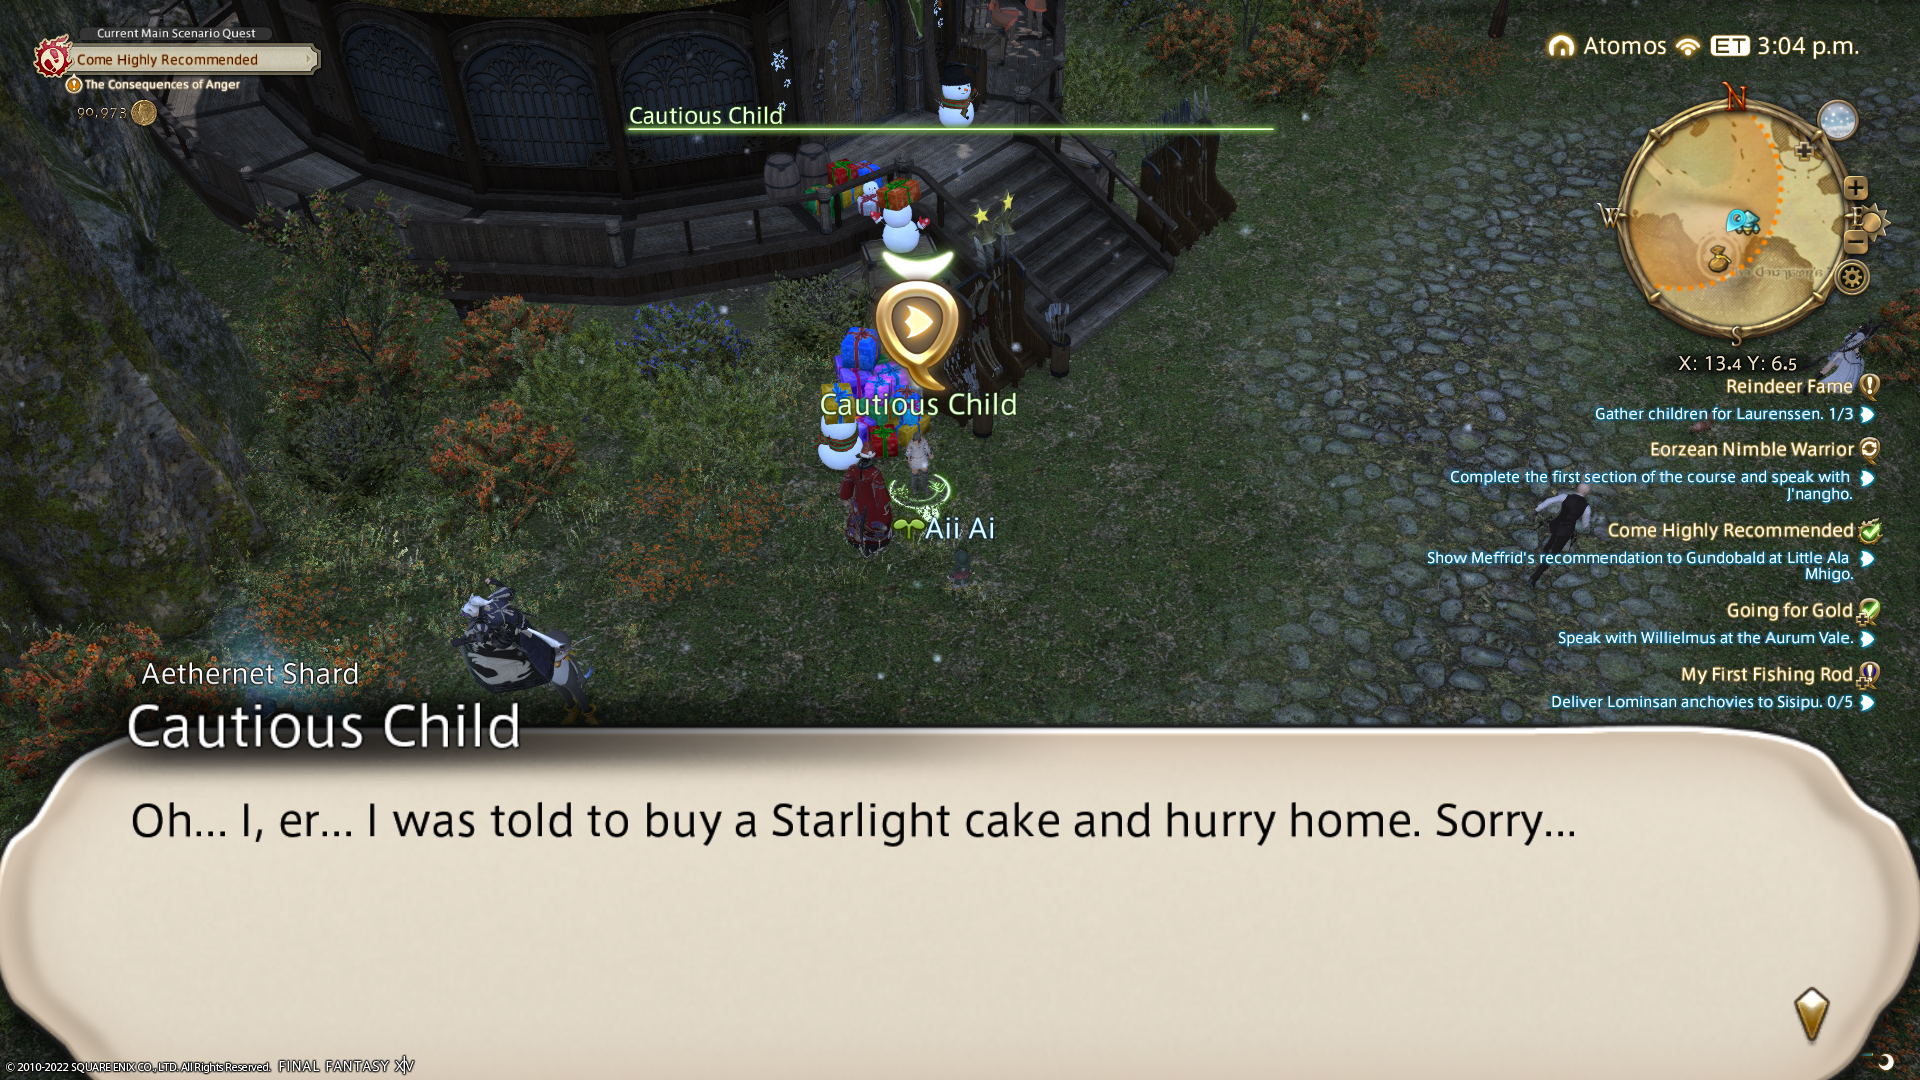 Current Main Scenario Quest
Come Highly Recommended
The Consequences of Anger
90,973
Atomos ET 3:04 p.m.
Cautious Child
N
W
E
S
X: 13.4 Y: 6.5
Reindeer Fame
Gather children for Laurenssen. 1/3
Eorzean Nimble Warrior
Complete the first section of the course and speak with
J'nangho.
Come Highly Recommended
Show Meffrid's recommendation to Gundobald at Little Ala
Mhigo.
Going for Gold
Speak with Willielmus at the Aurum Vale.
My First Fishing Rod
Deliver Lominsan anchovies to Sisipu. 0/5
Cautious Child
Aii Ai
Aethernet Shard
Cautious Child
Oh... I, er... I was told to buy a Starlight cake and hurry home. Sorry...
© 2010-2022 SQUARE ENIX CO., LTD. All Rights Reserved. FINAL FANTASY XIV